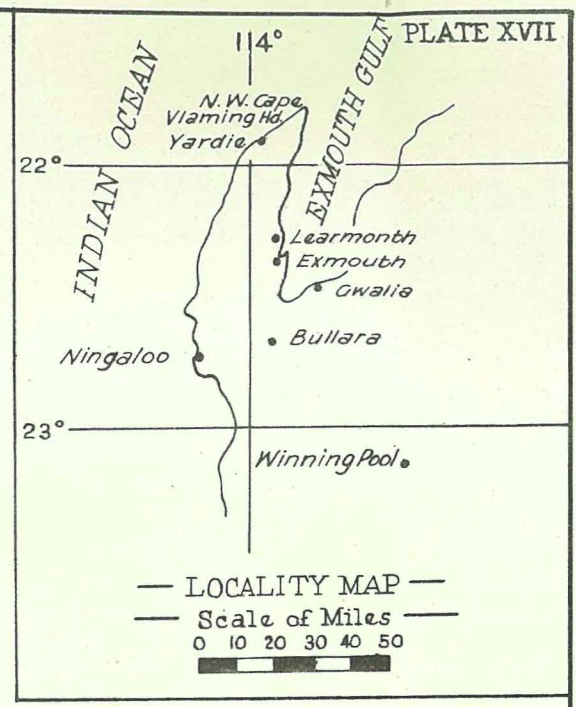 PLATE XVII
114°
INDIAN OCEAN
EXMOUTH GULF
N.W. Cape
Vlaming Hd.
Yardie
22°
Learmonth
Exmouth
Gwalia
Bullara
Ningaloo
23°
Winning Pool
— LOCALITY MAP —
— Scale of Miles —
0 10 20 30 40 50